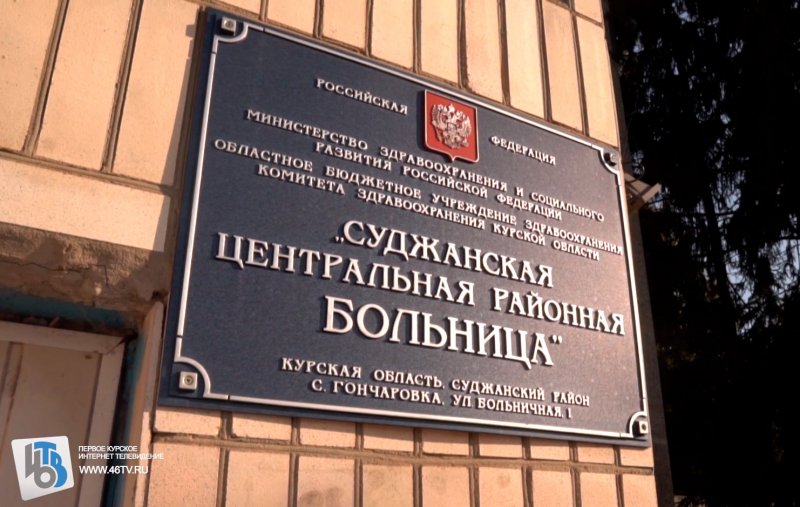 РОССИЙСКАЯ ФЕДЕРАЦИЯ
МИНИСТЕРСТВО ЗДРАВООХРАНЕНИЯ И СОЦИАЛЬНОГО
РАЗВИТИЯ РОССИЙСКОЙ ФЕДЕРАЦИИ
ОБЛАСТНОЕ БЮДЖЕТНОЕ УЧРЕЖДЕНИЕ ЗДРАВООХРАНЕНИЯ
КОМИТЕТА ЗДРАВООХРАНЕНИЯ КУРСКОЙ ОБЛАСТИ
„СУДЖАНСКАЯ
ЦЕНТРАЛЬНАЯ РАЙОННАЯ
БОЛЬНИЦА"
КУРСКАЯ ОБЛАСТЬ, СУДЖАНСКИЙ РАЙОН
С. ГОНЧАРОВКА, УЛ БОЛЬНИЧНАЯ, 1
46ТВ
ПЕРВОЕ КУРСКОЕ
ИНТЕРНЕТ ТЕЛЕВИДЕНИЕ
WWW.46TV.RU